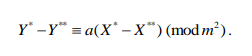 Y* – Y** ≡ a(X* – X**) (mod m²).